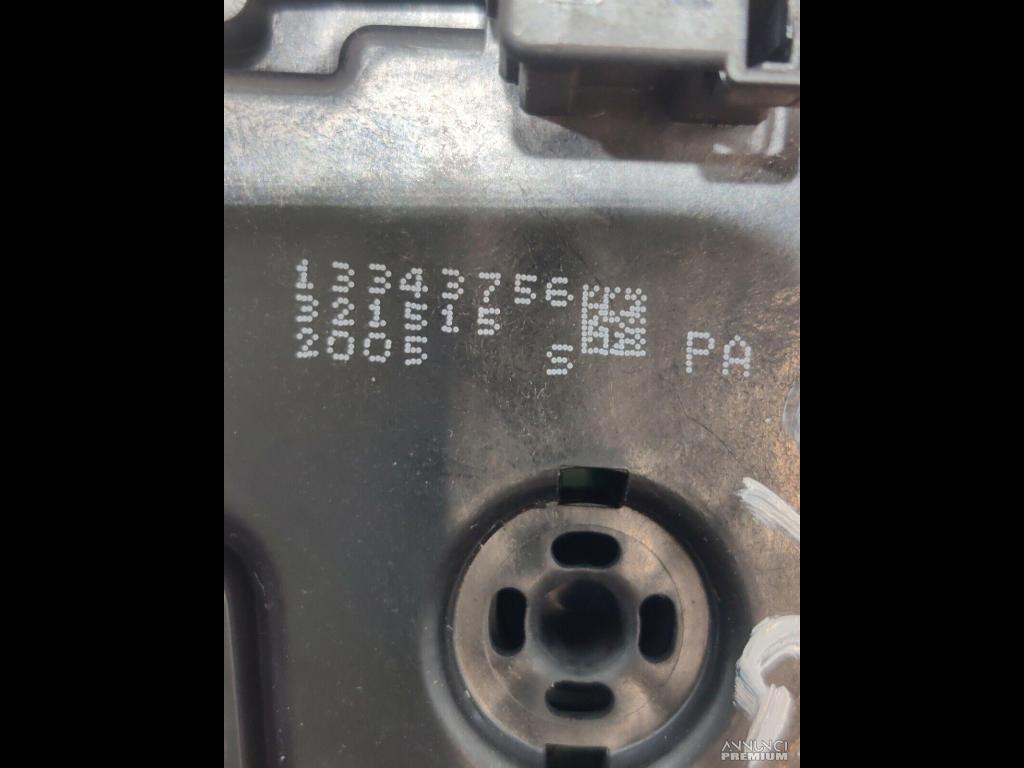 13343756
321515
2005 S PA
ANNUNCI
PREMIUM